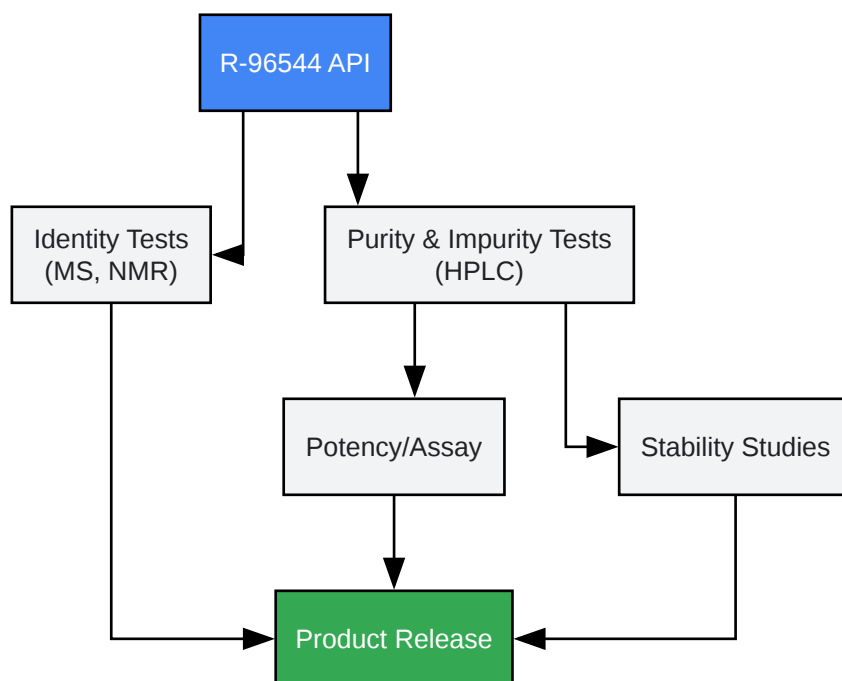 R-96544 API
Identity Tests
(MS, NMR)
Purity & Impurity Tests
(HPLC)
Potency/Assay
Stability Studies
Product Release